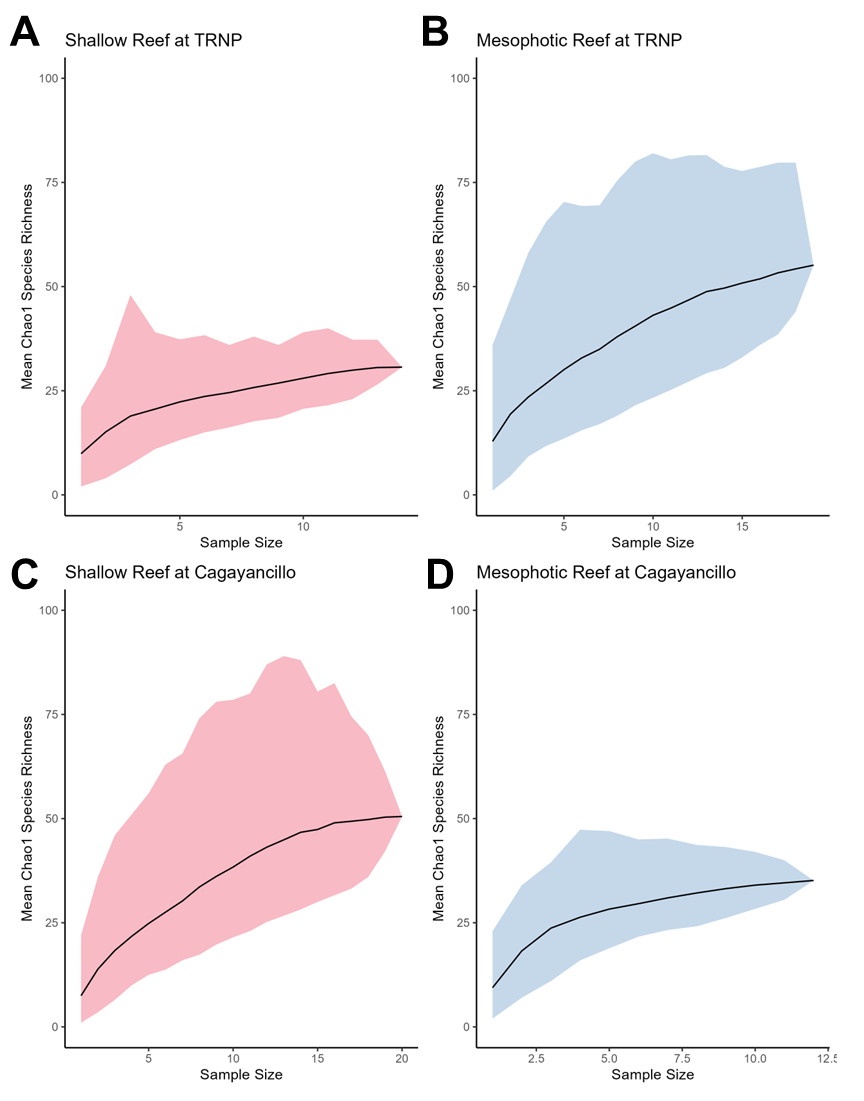 A
Shallow Reef at TRNP
Mean Chao1 Species Richness
100
75
50
25
0
5
10
Sample Size
B
Mesophotic Reef at TRNP
Mean Chao1 Species Richness
100
75
50
25
0
5
10
15
Sample Size
C
Shallow Reef at Cagayancillo
Mean Chao1 Species Richness
100
75
50
25
0
5
10
15
20
Sample Size
D
Mesophotic Reef at Cagayancillo
Mean Chao1 Species Richness
100
75
50
25
0
2.5
5.0
7.5
10.0
12.5
Sample Size